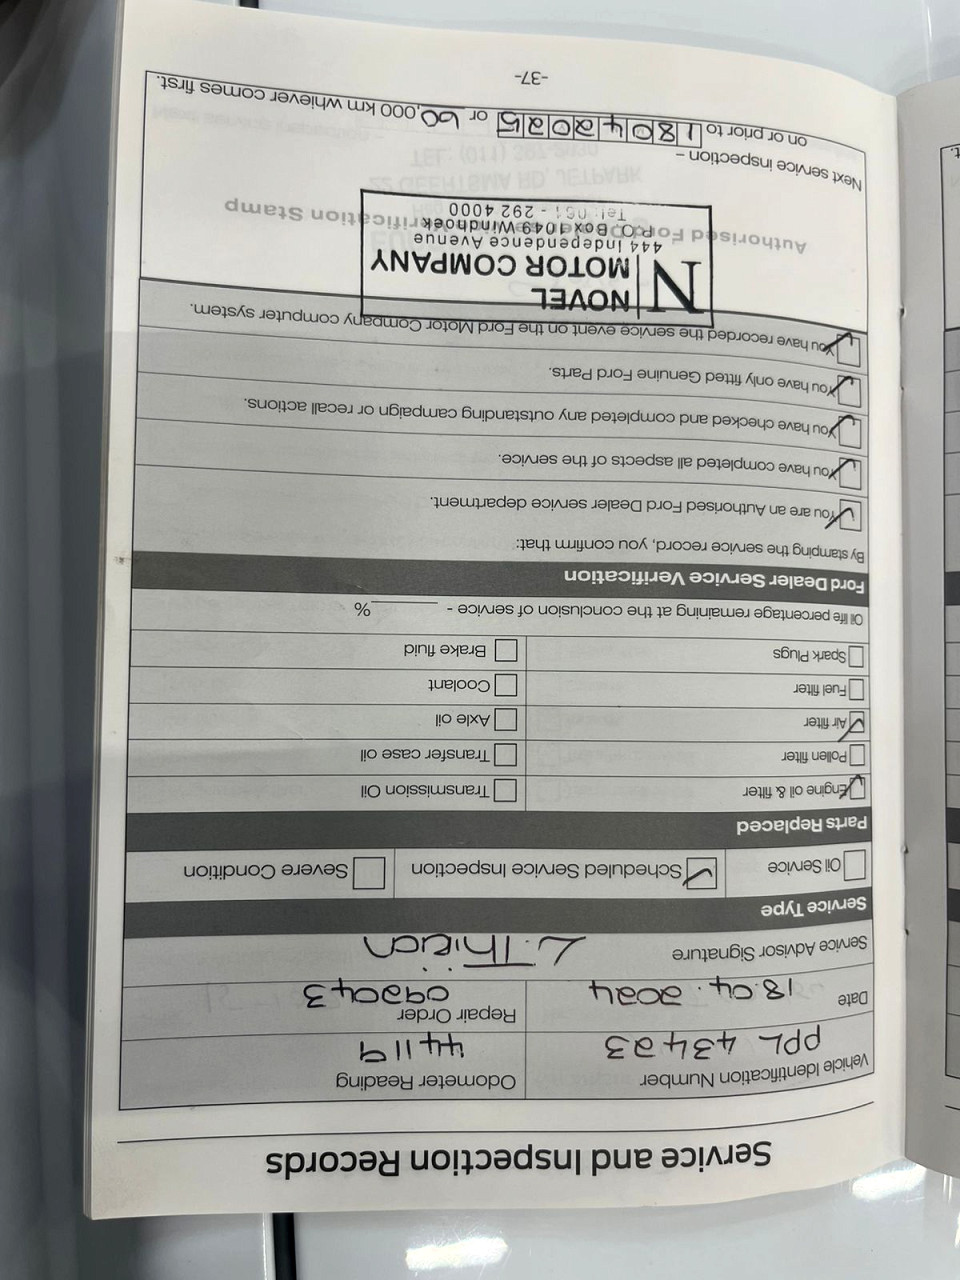 Service and Inspection Records
Vehicle Identification Number
PPL 43423
Odometer Reading
44119
Date
18.04.2024
Repair Order
092043
Service Advisor Signature
L. Thirion
Service Type
Oil Service
Scheduled Service Inspection
Severe Condition
Parts Replaced
Engine oil & filter
Transmission Oil
Pollen filter
Transfer case oil
Air filter
Axle oil
Fuel filter
Coolant
Spark Plugs
Brake fluid
Oil life percentage remaining at the conclusion of service - ______%
Ford Dealer Service Verification
By stamping the service record, you confirm that:
You are an Authorised Ford Dealer service department.
You have completed all aspects of the service.
You have checked and completed any outstanding campaign or recall actions.
You have only fitted Genuine Ford Parts.
You have recorded the service event on the Ford Motor Company computer system.
N NOVEL
MOTOR COMPANY
444 Independence Avenue
P.O. Box 1049 Windhoek
Tel: 061 - 292 4000
Authorised Ford Dealer Service Verification Stamp
Next service inspection –
on or prior to 18042025 or 60,000 km whiever comes first.
-37-